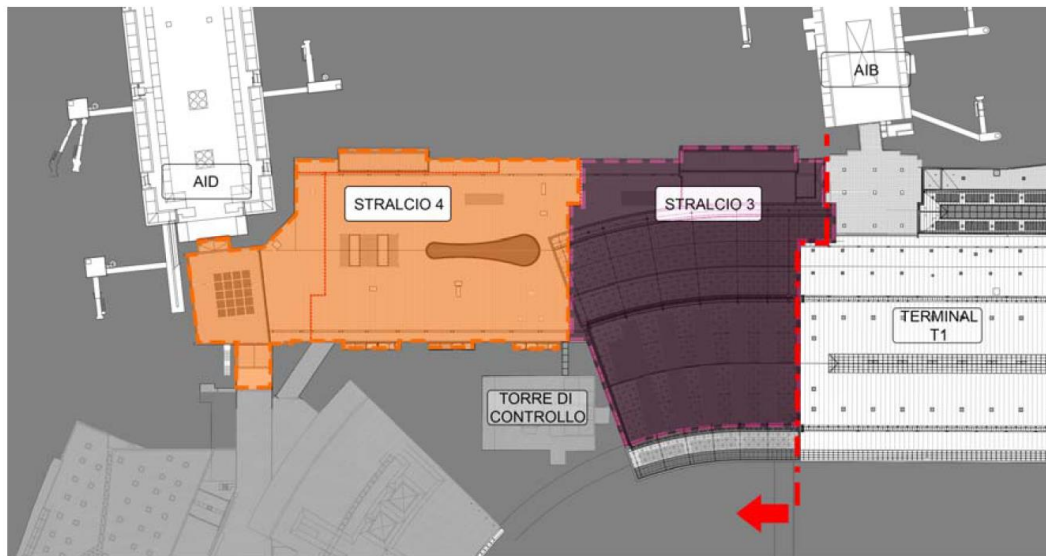 AIB
AID
STRALCIO 4
STRALCIO 3
TERMINAL
T1
TORRE DI
CONTROLLO